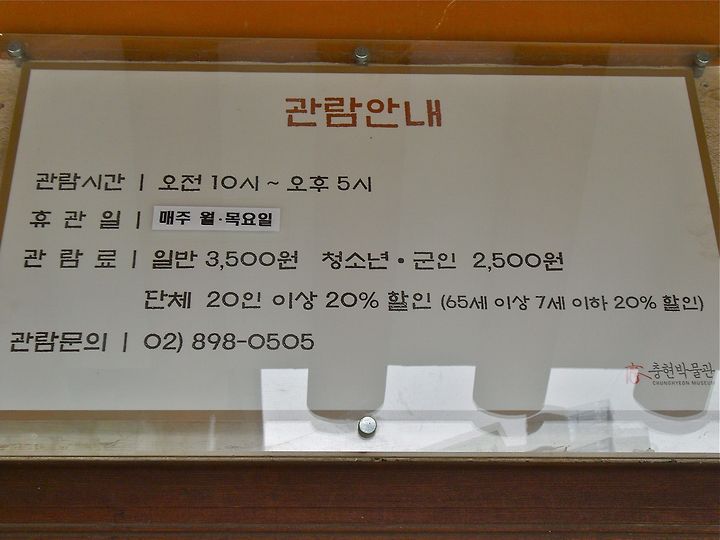 관람안내
관람시간 | 오전 10시 ~ 오후 5시
휴 관 일 | 매주 월·목요일
관 람 료 | 일반 3,500원 청소년·군인 2,500원
단체 20인 이상 20% 할인 (65세 이상 7세 이하 20% 할인)
관람문의 | 02) 898-0505
충현박물관
CHUNGHYEON MUSEUM